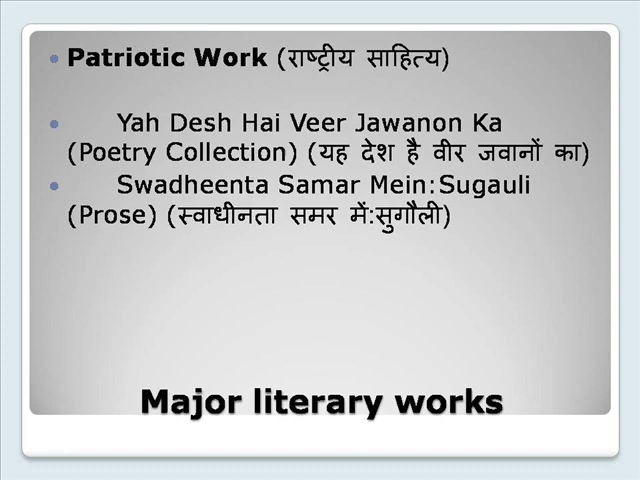 Patriotic Work (राष्ट्रीय साहित्य)
Yah Desh Hai Veer Jawanon Ka
(Poetry Collection) (यह देश है वीर जवानों का)
Swadheenta Samar Mein:Sugauli
(Prose) (स्वाधीनता समर में:सुगौली)
Major literary works